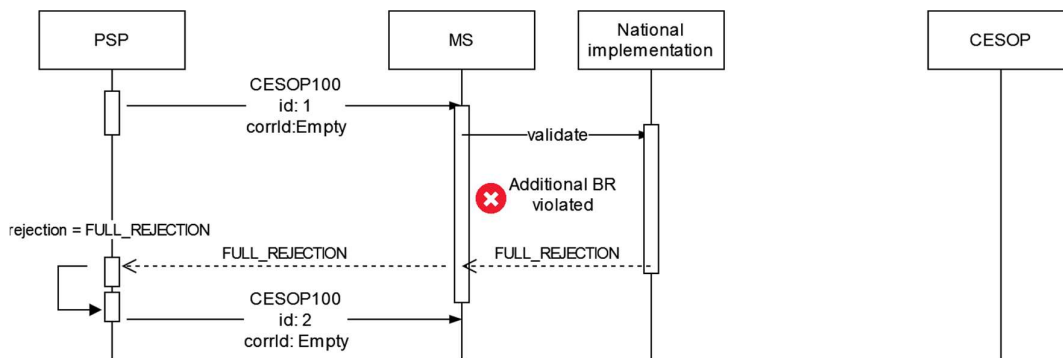 PSP
MS
National
implementation
CESOP
CESOP100
id: 1
corrId:Empty
validate
Additional BR
violated
rejection = FULL_REJECTION
FULL_REJECTION
FULL_REJECTION
CESOP100
id: 2
corrId: Empty